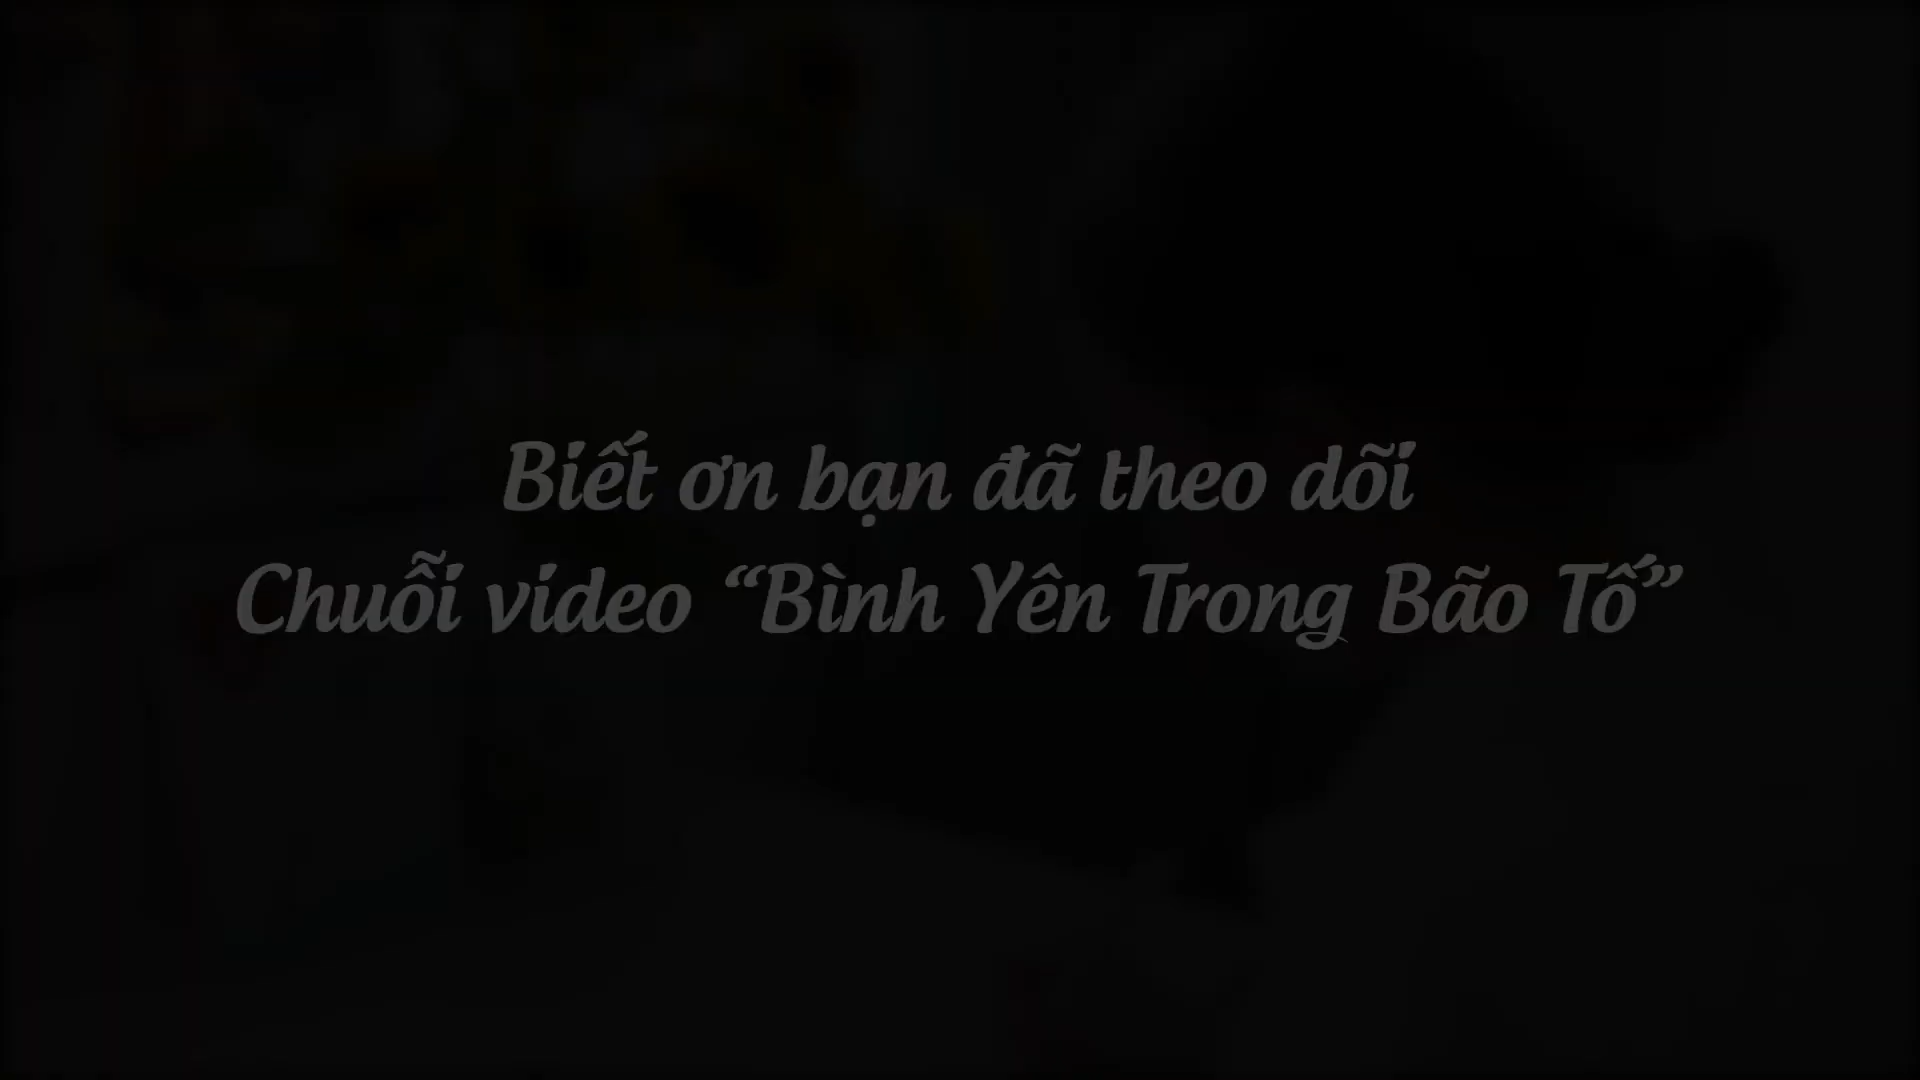 Biết ơn bạn đã theo dõi
Chuỗi video “Bình Yên Trong Bão Tố”